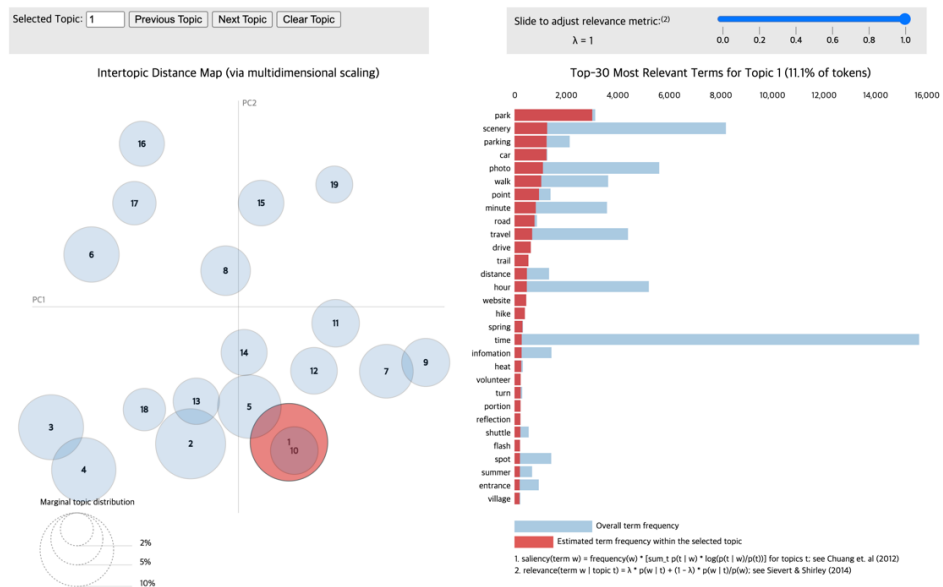 Selected Topic: 1 Previous Topic Next Topic Clear Topic
Slide to adjust relevance metric:(2)
λ = 1
0.0 0.2 0.4 0.6 0.8 1.0
Intertopic Distance Map (via multidimensional scaling)
PC2
PC1
16
19
17
15
6
8
11
14
12
7
9
13
18
5
3
2
1
10
4
Marginal topic distribution
2%
5%
10%
Top-30 Most Relevant Terms for Topic 1 (11.1% of tokens)
0 2,000 4,000 6,000 8,000 10,000 12,000 14,000 16,000
park
scenery
parking
car
photo
walk
point
minute
road
travel
drive
trail
distance
hour
website
hike
spring
time
infomation
heat
volunteer
turn
portion
reflection
shuttle
flash
spot
summer
entrance
village
Overall term frequency
Estimated term frequency within the selected topic
1. saliency(term w) = frequency(w) * [sum_t p(t | w) * log(p(t | w)/p(t))] for topics t; see Chuang et. al (2012)
2. relevance(term w | topic t) = λ * p(w | t) + (1 - λ) * p(w | t)/p(w); see Sievert & Shirley (2014)